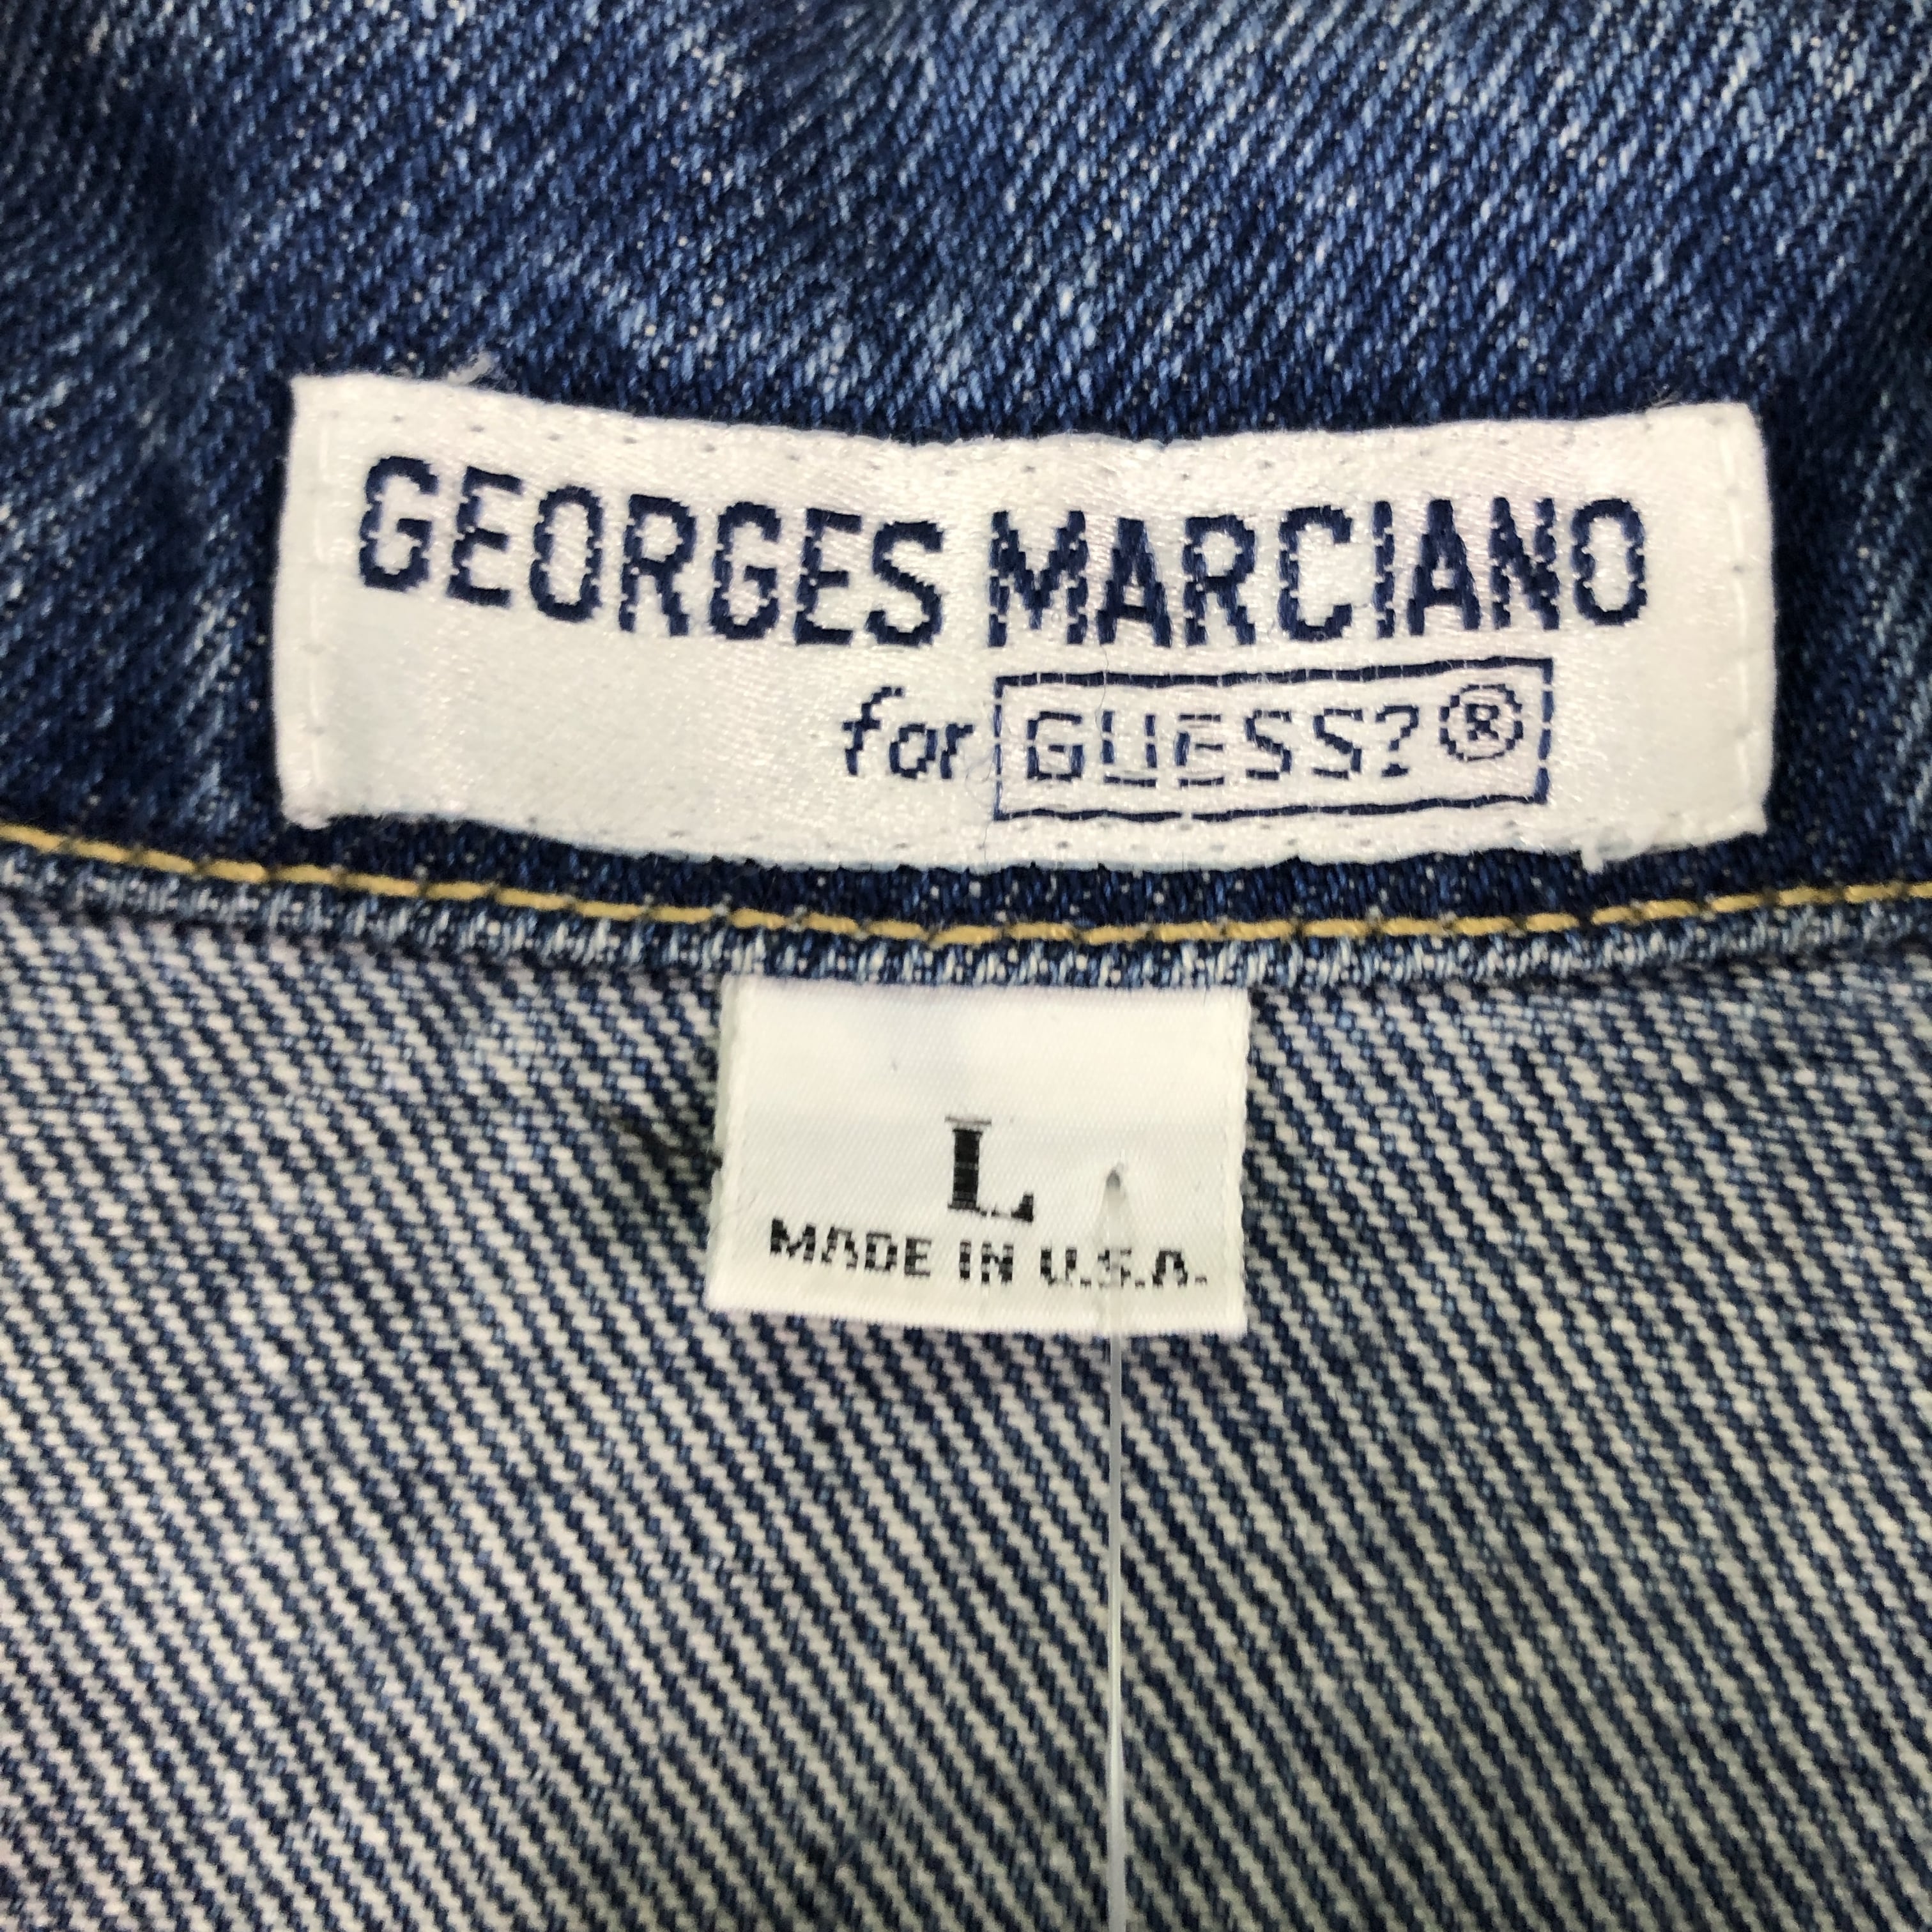 GEORGES MARCIANO
for GUESS?®
L
MADE IN U.S.A.